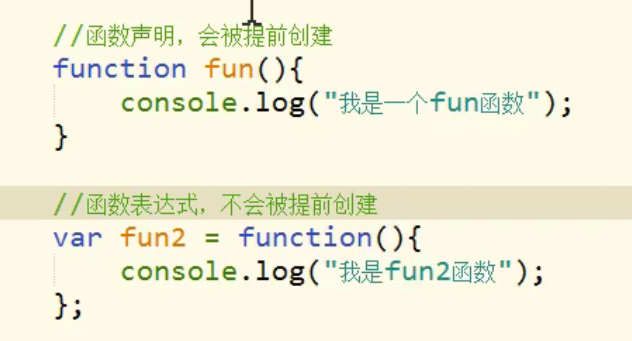 //函数声明，会被提前创建
function fun(){
    console.log("我是一个fun函数");
}
//函数表达式，不会被提前创建
var fun2 = function(){
    console.log("我是fun2函数");
};